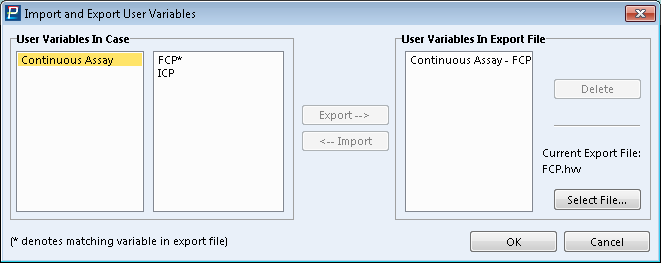 Import and Export User Variables
User Variables In Case
Continuous Assay
FCP*
ICP
Export -->
<-- Import
User Variables In Export File
Continuous Assay - FCP
Delete
Current Export File:
FCP.hvv
Select File...
(* denotes matching variable in export file)
OK
Cancel